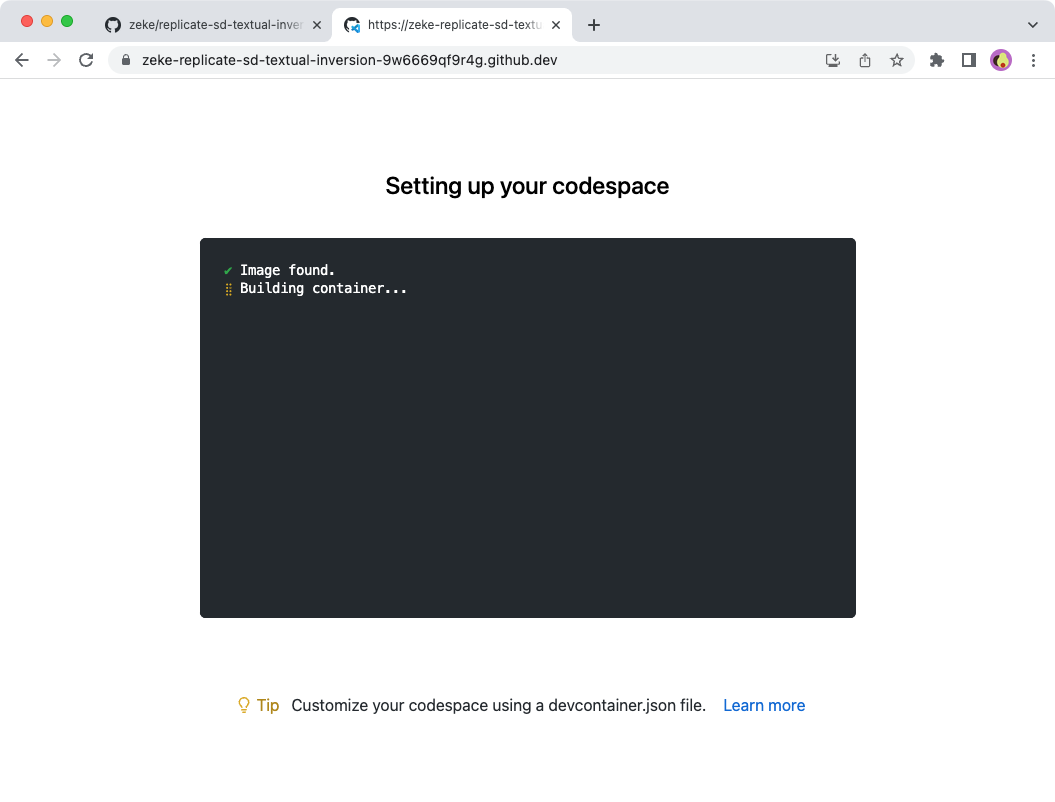 zeke/replicate-sd-textual-inver
https://zeke-replicate-sd-textu
zeke-replicate-sd-textual-inversion-9w6669qf9r4g.github.dev
Setting up your codespace
✔ Image found.
Building container...
Tip Customize your codespace using a devcontainer.json file. Learn more